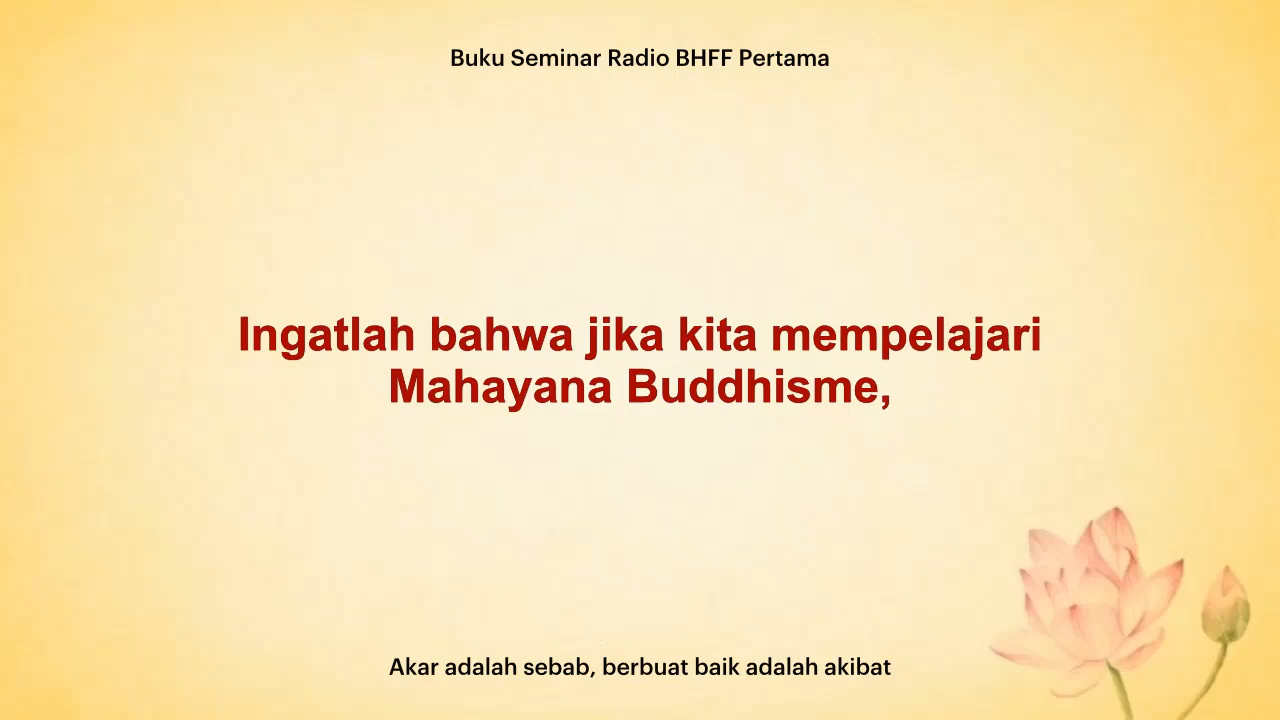 Buku Seminar Radio BHFF Pertama
Ingatlah bahwa jika kita mempelajari
Mahayana Buddhisme,
Akar adalah sebab, berbuat baik adalah akibat